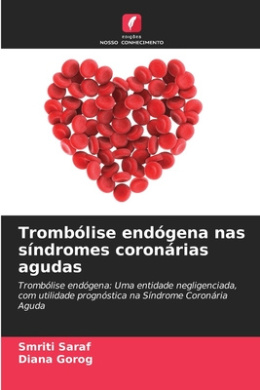 edições
NOSSO CONHECIMENTO
Trombólise endógena nas
síndromes coronárias
agudas
Trombólise endógena: Uma entidade negligenciada,
com utilidade prognóstica na Síndrome Coronária
Aguda
Smriti Saraf
Diana Gorog